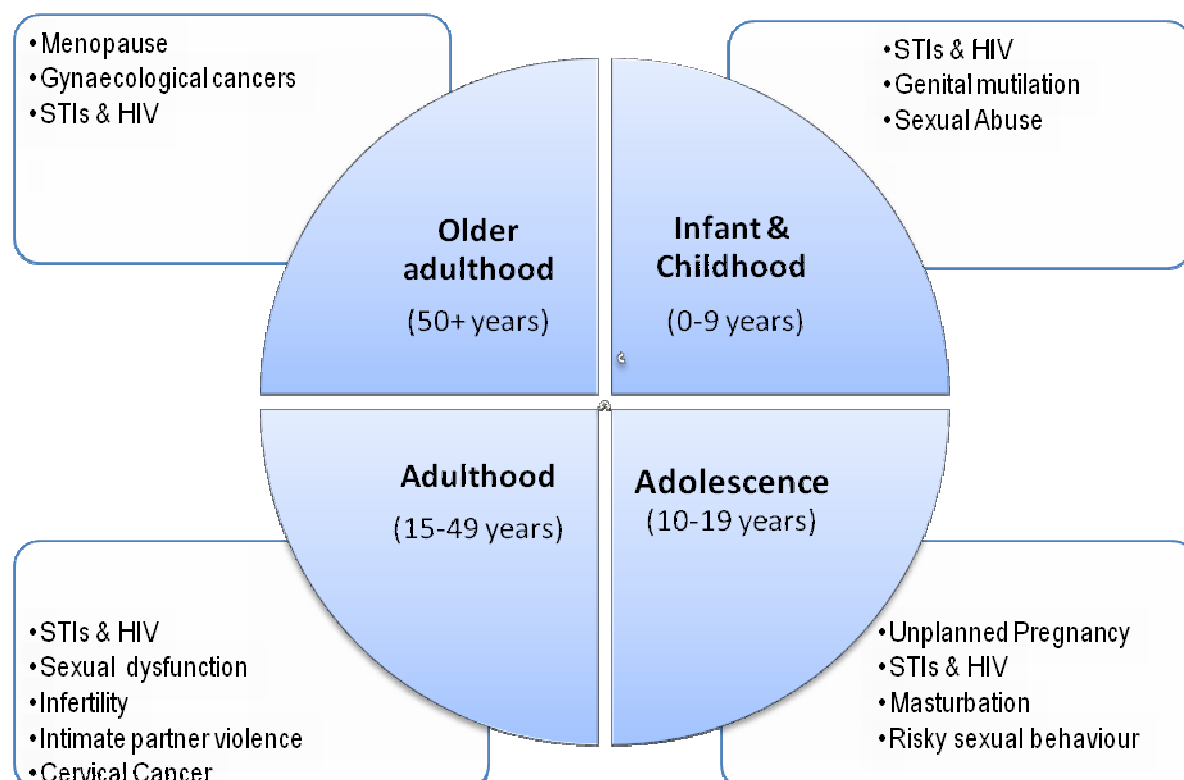 •Menopause
•Gynaecological cancers
•STIs & HIV
•STIs & HIV
•Genital mutilation
•Sexual Abuse
Older
adulthood
(50+ years)
Infant &
Childhood
(0-9 years)
Adulthood
(15-49 years)
Adolescence
(10-19 years)
•STIs & HIV
•Sexual dysfunction
•Infertility
•Intimate partner violence
•Cervical Cancer
•Unplanned Pregnancy
•STIs & HIV
•Masturbation
•Risky sexual behaviour